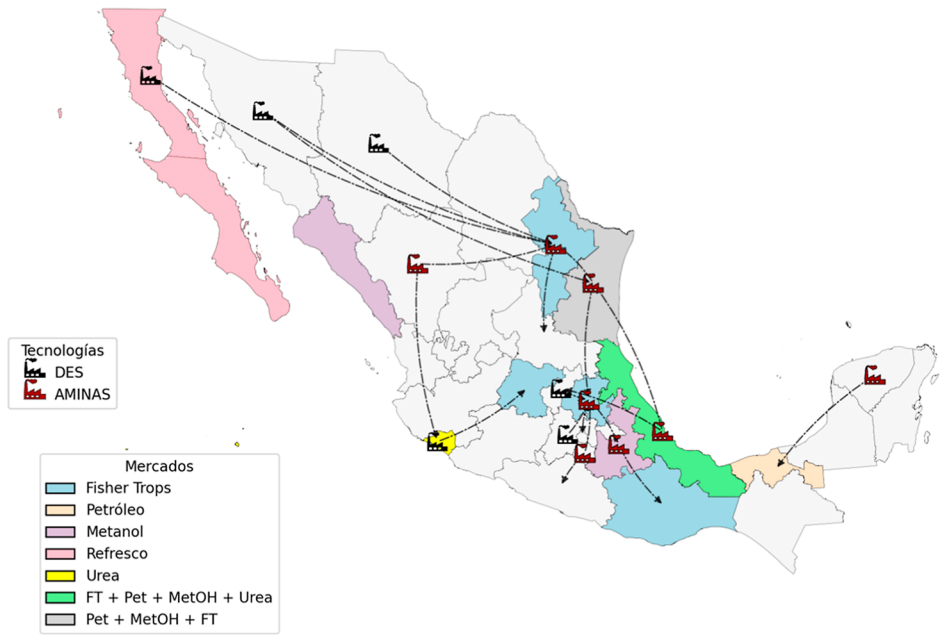 Tecnologías
DES
AMINAS
Mercados
Fisher Trops
Petróleo
Metanol
Refresco
Urea
FT + Pet + MetOH + Urea
Pet + MetOH + FT